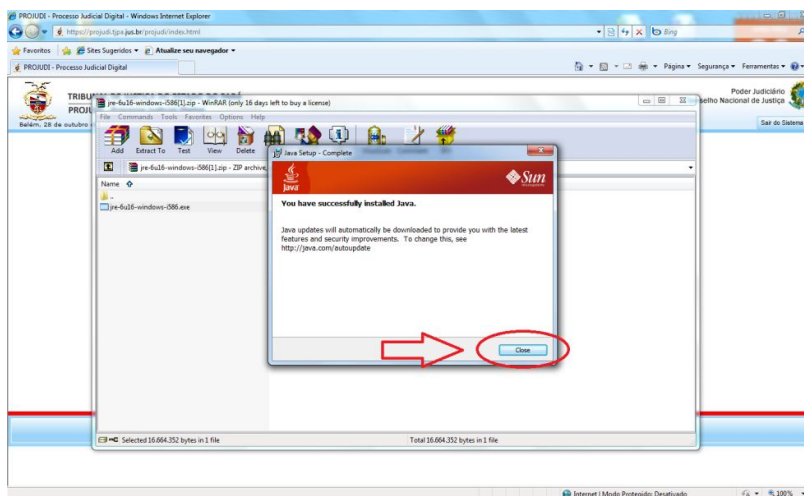 PROJUDI - Processo Judicial Digital - Windows Internet Explorer
https://projudi.tjpa.jus.br/projudi/index.html
Bing
Favoritos
Sites Sugeridos
Atualize seu navegador
PROJUDI - Processo Judicial Digital
Página
Segurança
Ferramentas
Poder Judiciário
Nacional de Justiça
Belém, 28 de outubro
Sair do Sistema
jre-6u16-windows-i586[1].zip - WinRAR (only 16 days left to buy a license)
File Commands Tools Favorites Options Help
Add
Extract To
Test
View
Delete
jre-6u16-windows-i586[1].zip - ZIP archive,
Name
..
jre-6u16-windows-i586.exe
Java Setup - Complete
Java
Sun
You have successfully installed Java.
Java updates will automatically be downloaded to provide you with the latest
features and security improvements. To change this, see
http://java.com/autoupdate
Close
Selected 16.664.352 bytes in 1 file
Total 16.664.352 bytes in 1 file
Internet | Modo Protegido: Desativado
100%